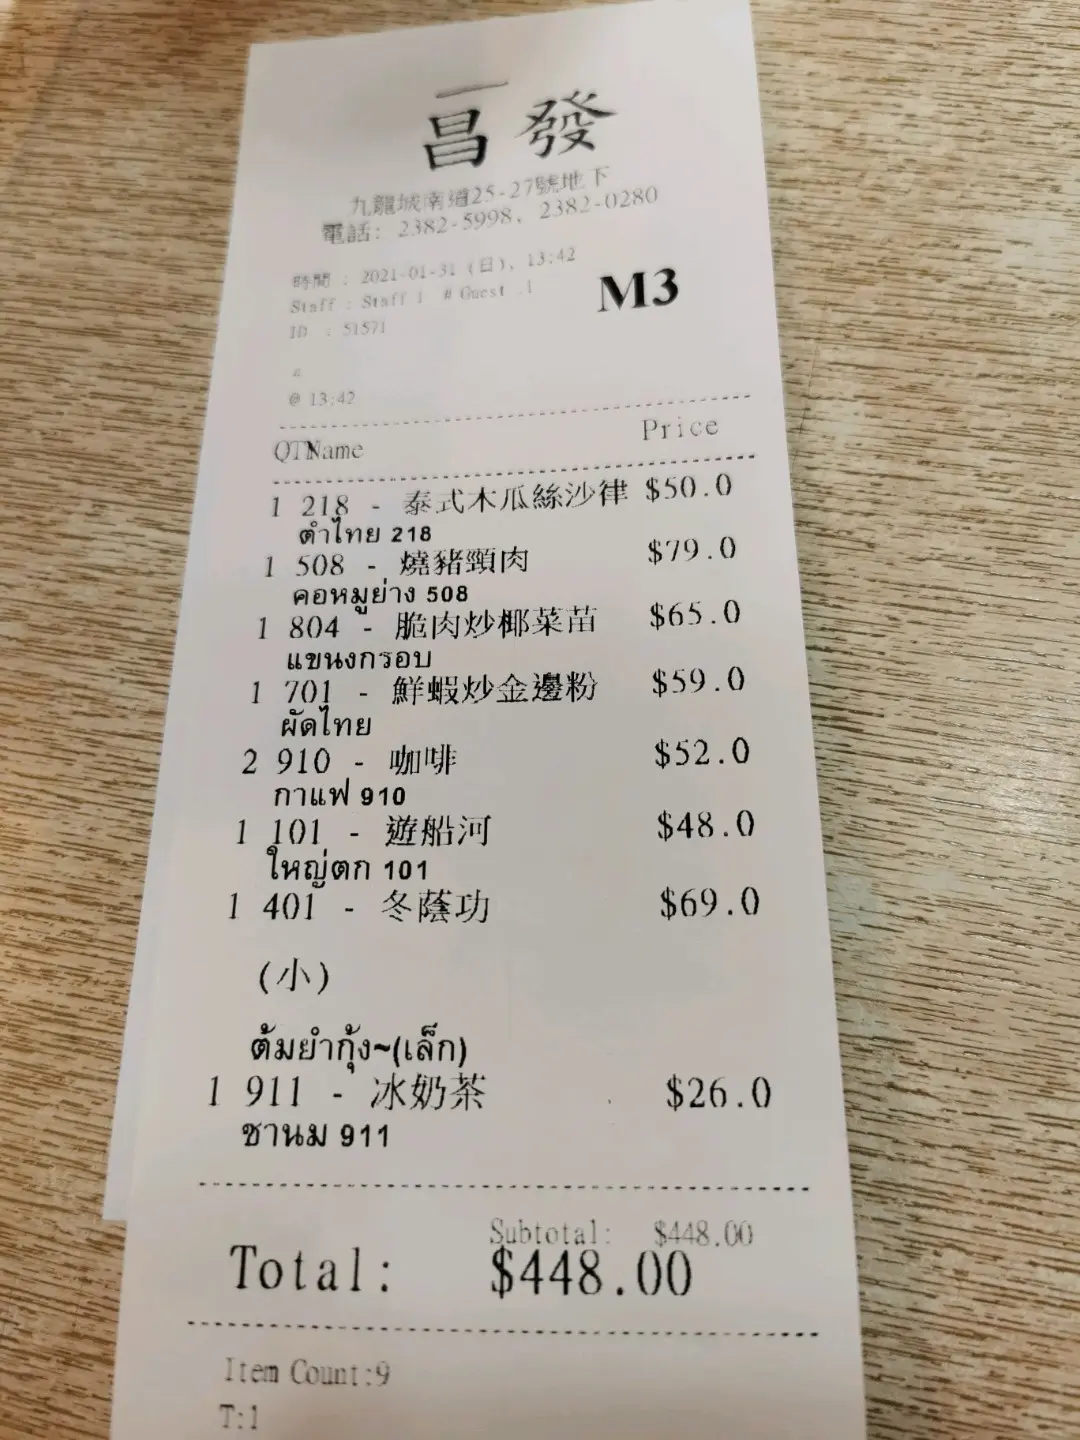 昌發
九龍城南道25-27號地下
電話: 2382-5998, 2382-0280
時間 : 2021-01-31 (日), 13:42
Staff : Staff 1 # Guest :1
M3
ID : 51571
@ 13:42
QTYName Price
1 218 - 泰式木瓜絲沙律 $50.0
ตำไทย 218
1 508 - 燒豬頸肉 $79.0
คอหมูย่าง 508
1 804 - 脆肉炒椰菜苗 $65.0
แขนงกรอบ
1 701 - 鮮蝦炒金邊粉 $59.0
ผัดไทย
2 910 - 咖啡 $52.0
กาแฟ 910
1 101 - 遊船河 $48.0
ใหญ่ตก 101
1 401 - 冬蔭功 $69.0
(小)
ต้มยำกุ้ง~(เล็ก)
1 911 - 冰奶茶 $26.0
ชานม 911
Subtotal: $448.00
Total: $448.00
Item Count:9
T:1